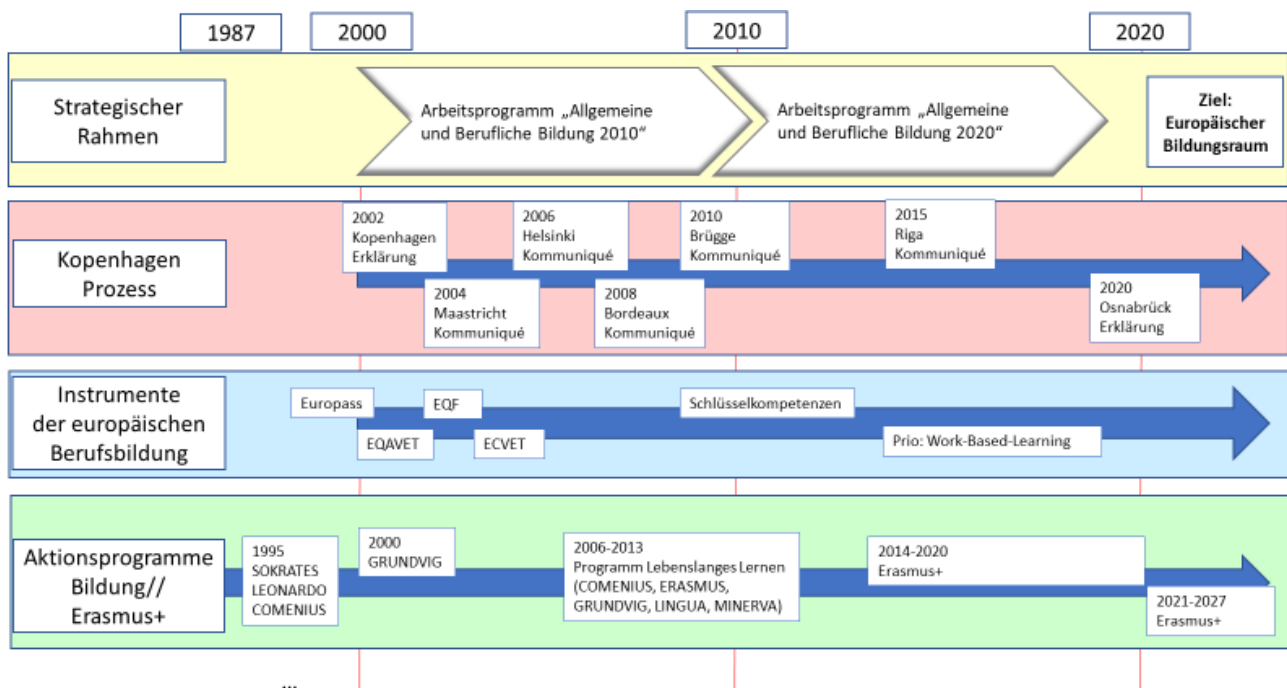 1987
2000
2010
2020
Strategischer
Rahmen
Arbeitsprogramm „Allgemeine
und Berufliche Bildung 2010“
Arbeitsprogramm „Allgemeine
und Berufliche Bildung 2020“
Ziel:
Europäischer
Bildungsraum
Kopenhagen
Prozess
2002
Kopenhagen
Erklärung
2004
Maastricht
Kommuniqué
2006
Helsinki
Kommuniqué
2008
Bordeaux
Kommuniqué
2010
Brügge
Kommuniqué
2015
Riga
Kommuniqué
2020
Osnabrück
Erklärung
Instrumente
der europäischen
Berufsbildung
Europass
EQAVET
EQF
ECVET
Schlüsselkompetenzen
Prio: Work-Based-Learning
Aktionsprogramme
Bildung//
Erasmus+
1995
SOKRATES
LEONARDO
COMENIUS
2000
GRUNDVIG
2006-2013
Programm Lebenslanges Lernen
(COMENIUS, ERASMUS,
GRUNDVIG, LINGUA, MINERVA)
2014-2020
Erasmus+
2021-2027
Erasmus+